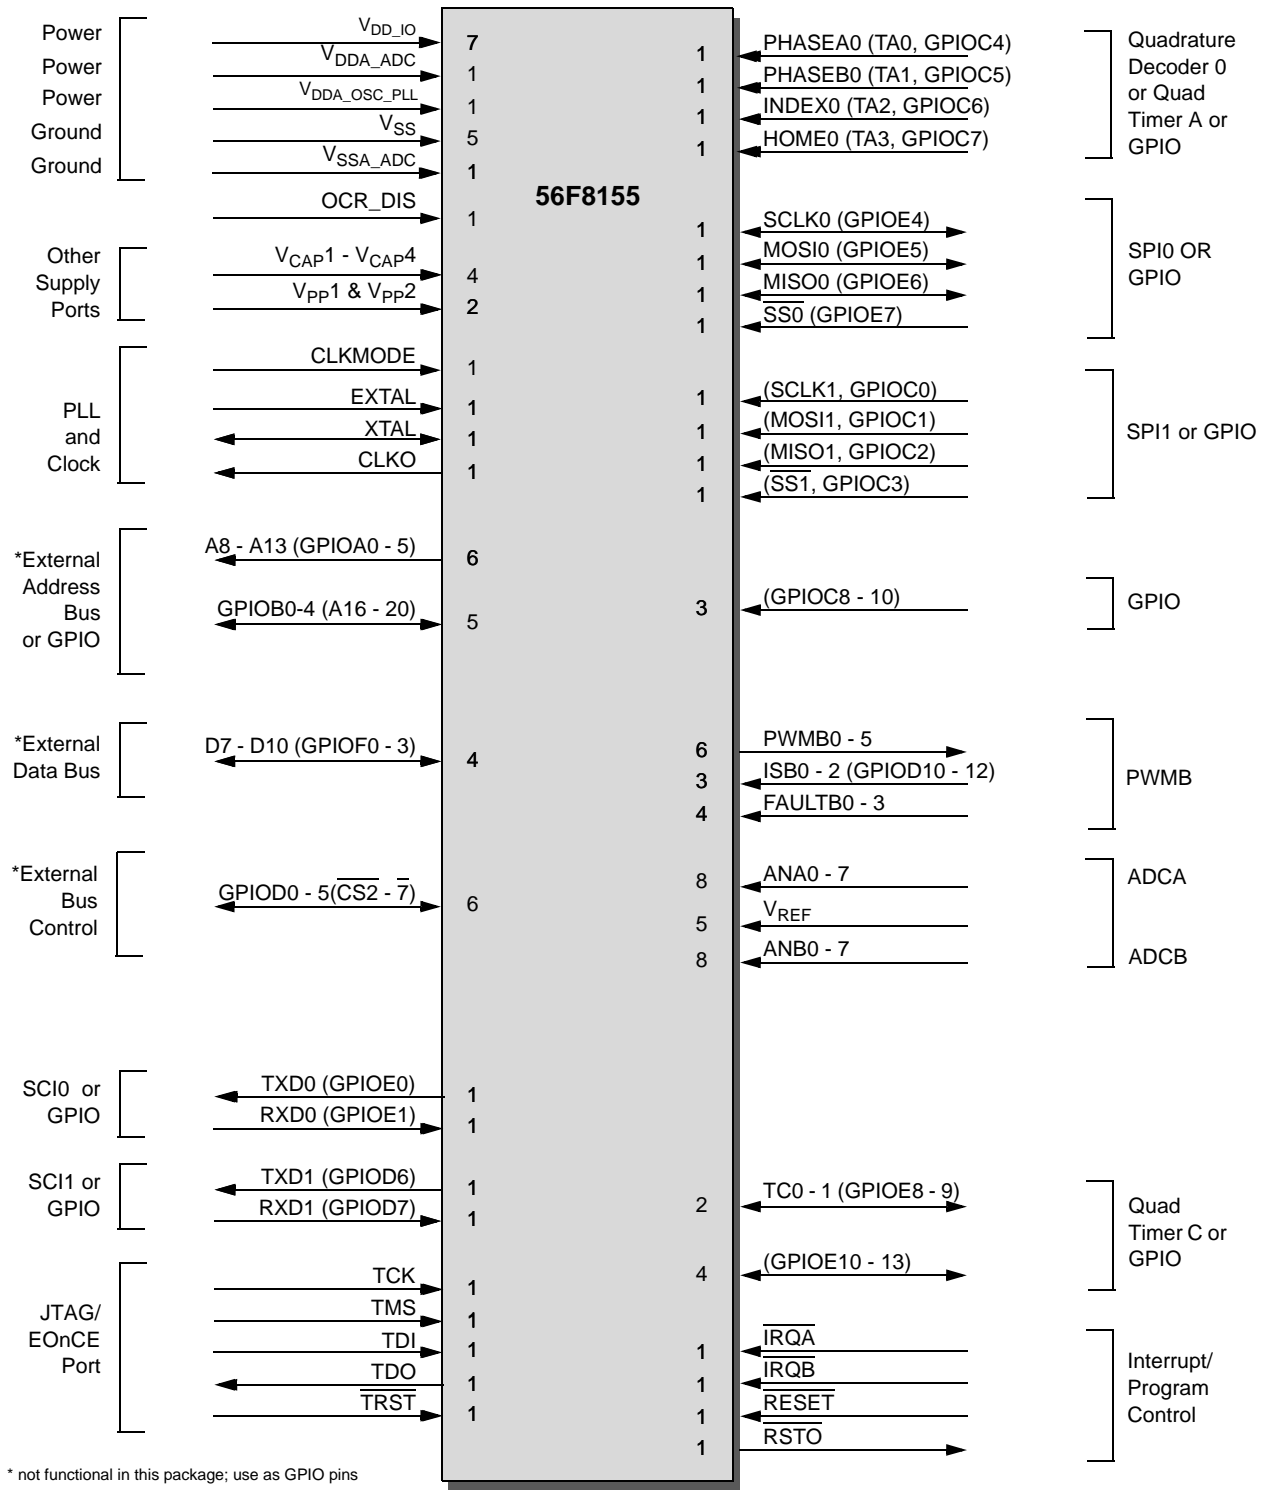 56F8155
Power
Power
Power
Ground
Ground
V_DD_IO
7
V_DDA_ADC
1
V_DDA_OSC_PLL
1
V_SS
5
V_SSA_ADC
1
OCR_DIS
1
Other
Supply
Ports
V_CAP1 - V_CAP4
4
V_PP1 & V_PP2
2
PLL
and
Clock
CLKMODE
1
EXTAL
1
XTAL
1
CLKO
1
*External
Address
Bus
or GPIO
A8 - A13 (GPIOA0 - 5)
6
GPIOB0-4 (A16 - 20)
5
*External
Data Bus
D7 - D10 (GPIOF0 - 3)
4
*External
Bus
Control
GPIOD0 - 5(CS2 - 7)
6
SCI0 or
GPIO
TXD0 (GPIOE0)
1
RXD0 (GPIOE1)
1
SCI1 or
GPIO
TXD1 (GPIOD6)
1
RXD1 (GPIOD7)
1
JTAG/
EOnCE
Port
TCK
1
TMS
1
TDI
1
TDO
1
TRST
1
1
PHASEA0 (TA0, GPIOC4)
1
PHASEB0 (TA1, GPIOC5)
1
INDEX0 (TA2, GPIOC6)
1
HOME0 (TA3, GPIOC7)
Quadrature
Decoder 0
or Quad
Timer A or
GPIO
1
SCLK0 (GPIOE4)
1
MOSI0 (GPIOE5)
1
MISO0 (GPIOE6)
1
SS0 (GPIOE7)
SPI0 OR
GPIO
1
(SCLK1, GPIOC0)
1
(MOSI1, GPIOC1)
1
(MISO1, GPIOC2)
1
(SS1, GPIOC3)
SPI1 or GPIO
3
(GPIOC8 - 10)
GPIO
6
PWMB0 - 5
3
ISB0 - 2 (GPIOD10 - 12)
4
FAULTB0 - 3
PWMB
8
ANA0 - 7
5
V_REF
8
ANB0 - 7
ADCA
ADCB
2
TC0 - 1 (GPIOE8 - 9)
4
(GPIOE10 - 13)
Quad
Timer C or
GPIO
1
IRQA
1
IRQB
1
RESET
1
RSTO
Interrupt/
Program
Control
* not functional in this package; use as GPIO pins